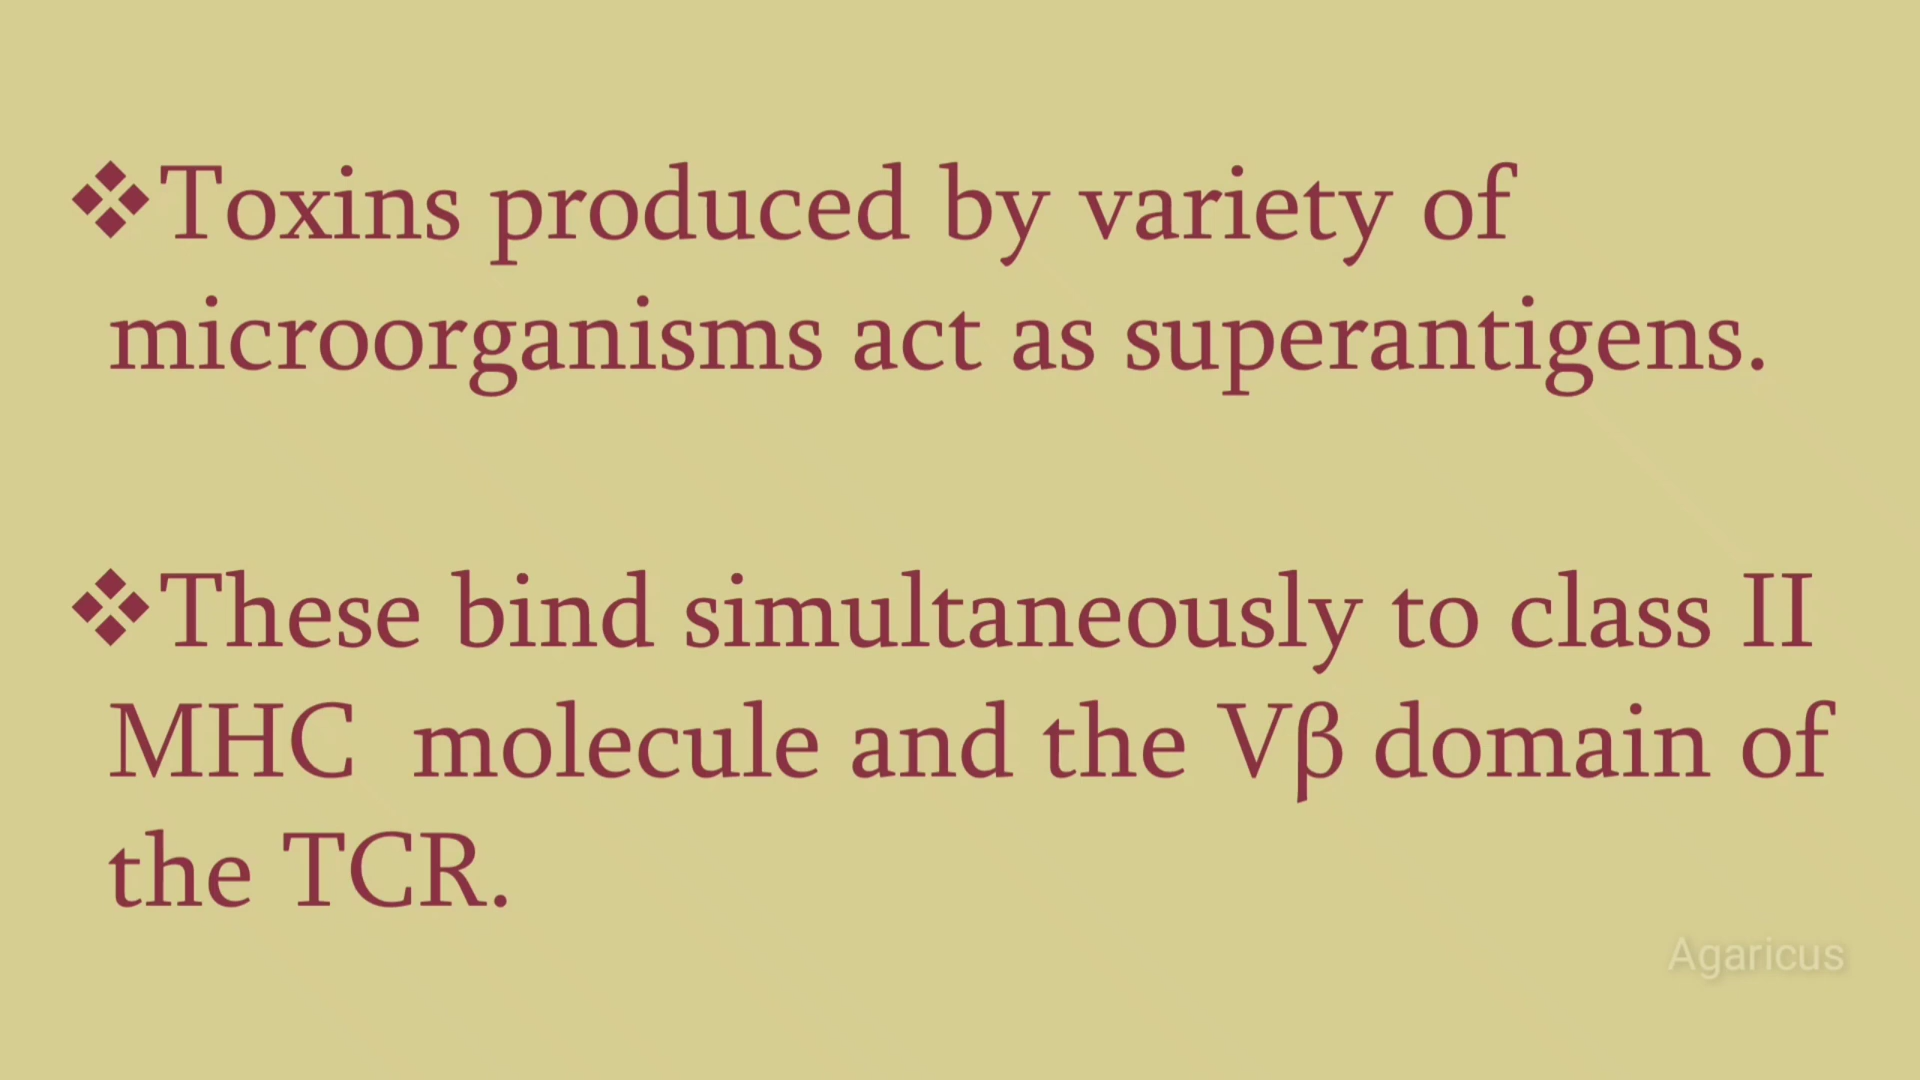 ❖Toxins produced by variety of
microorganisms act as superantigens.
❖These bind simultaneously to class II
MHC  molecule and the Vβ domain of
the TCR.
Agaricus